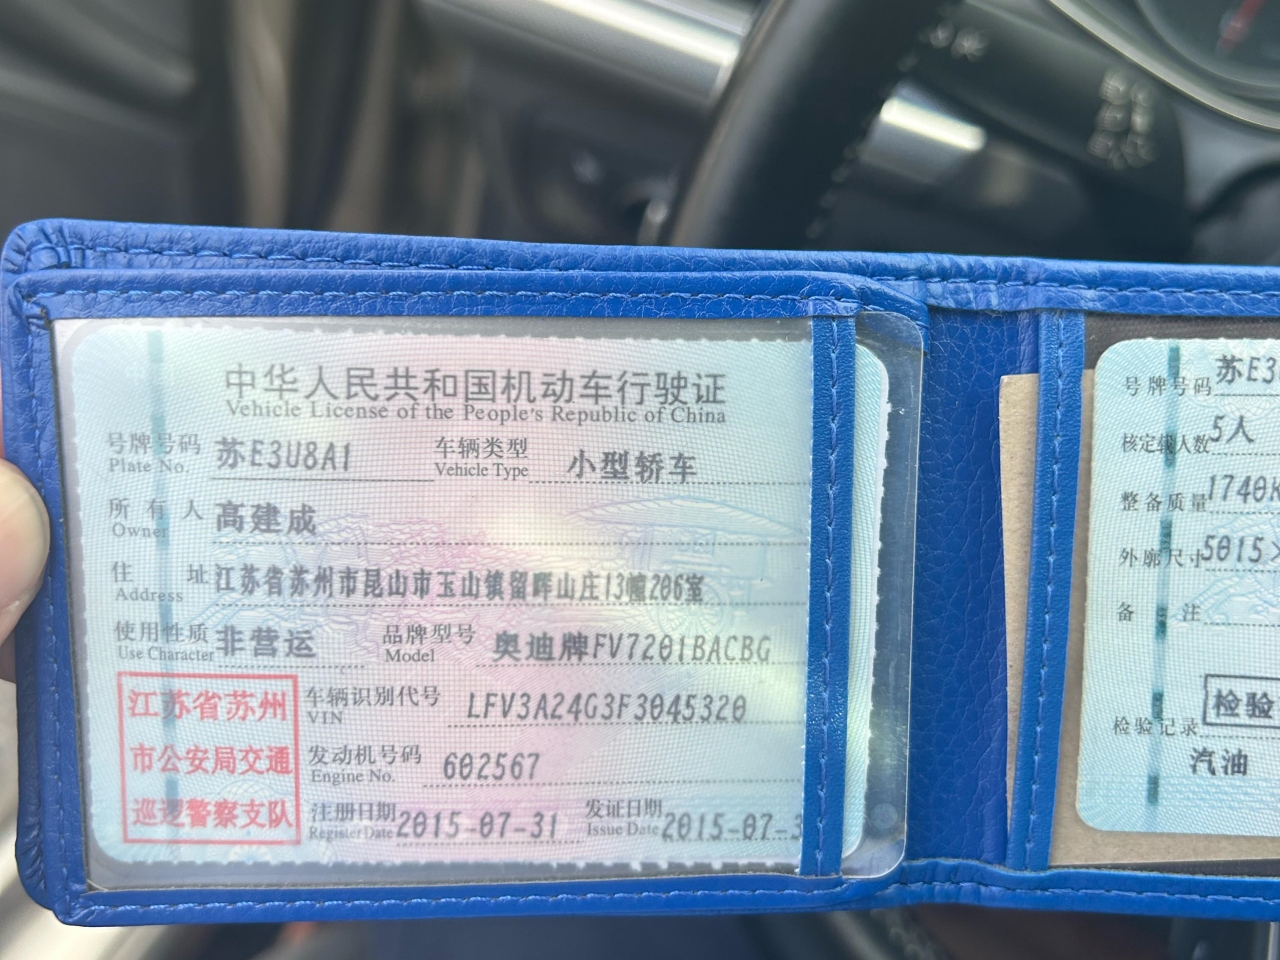 中华人民共和国机动车行驶证
Vehicle License of the People's Republic of China
号牌号码 苏E3U8A1 车辆类型 小型轿车
Plate No. Vehicle Type
所有人 高建成
Owner
住址 江苏省苏州市昆山市玉山镇留晖山庄13幢206室
Address
使用性质 非营运 品牌型号 奥迪牌FV7201BACBG
Use Character Model
江苏省苏州
市公安局交通
巡逻警察支队
车辆识别代号 LFV3A24G3F3045320
VIN
发动机号码 602567
Engine No.
注册日期 2015-07-31 发证日期 2015-07-3
Register Date Issue Date
号牌号码 苏E3
核定载人数 5人
整备质量 1740K
外廓尺寸 5015×
备注
检验记录 检验
汽油